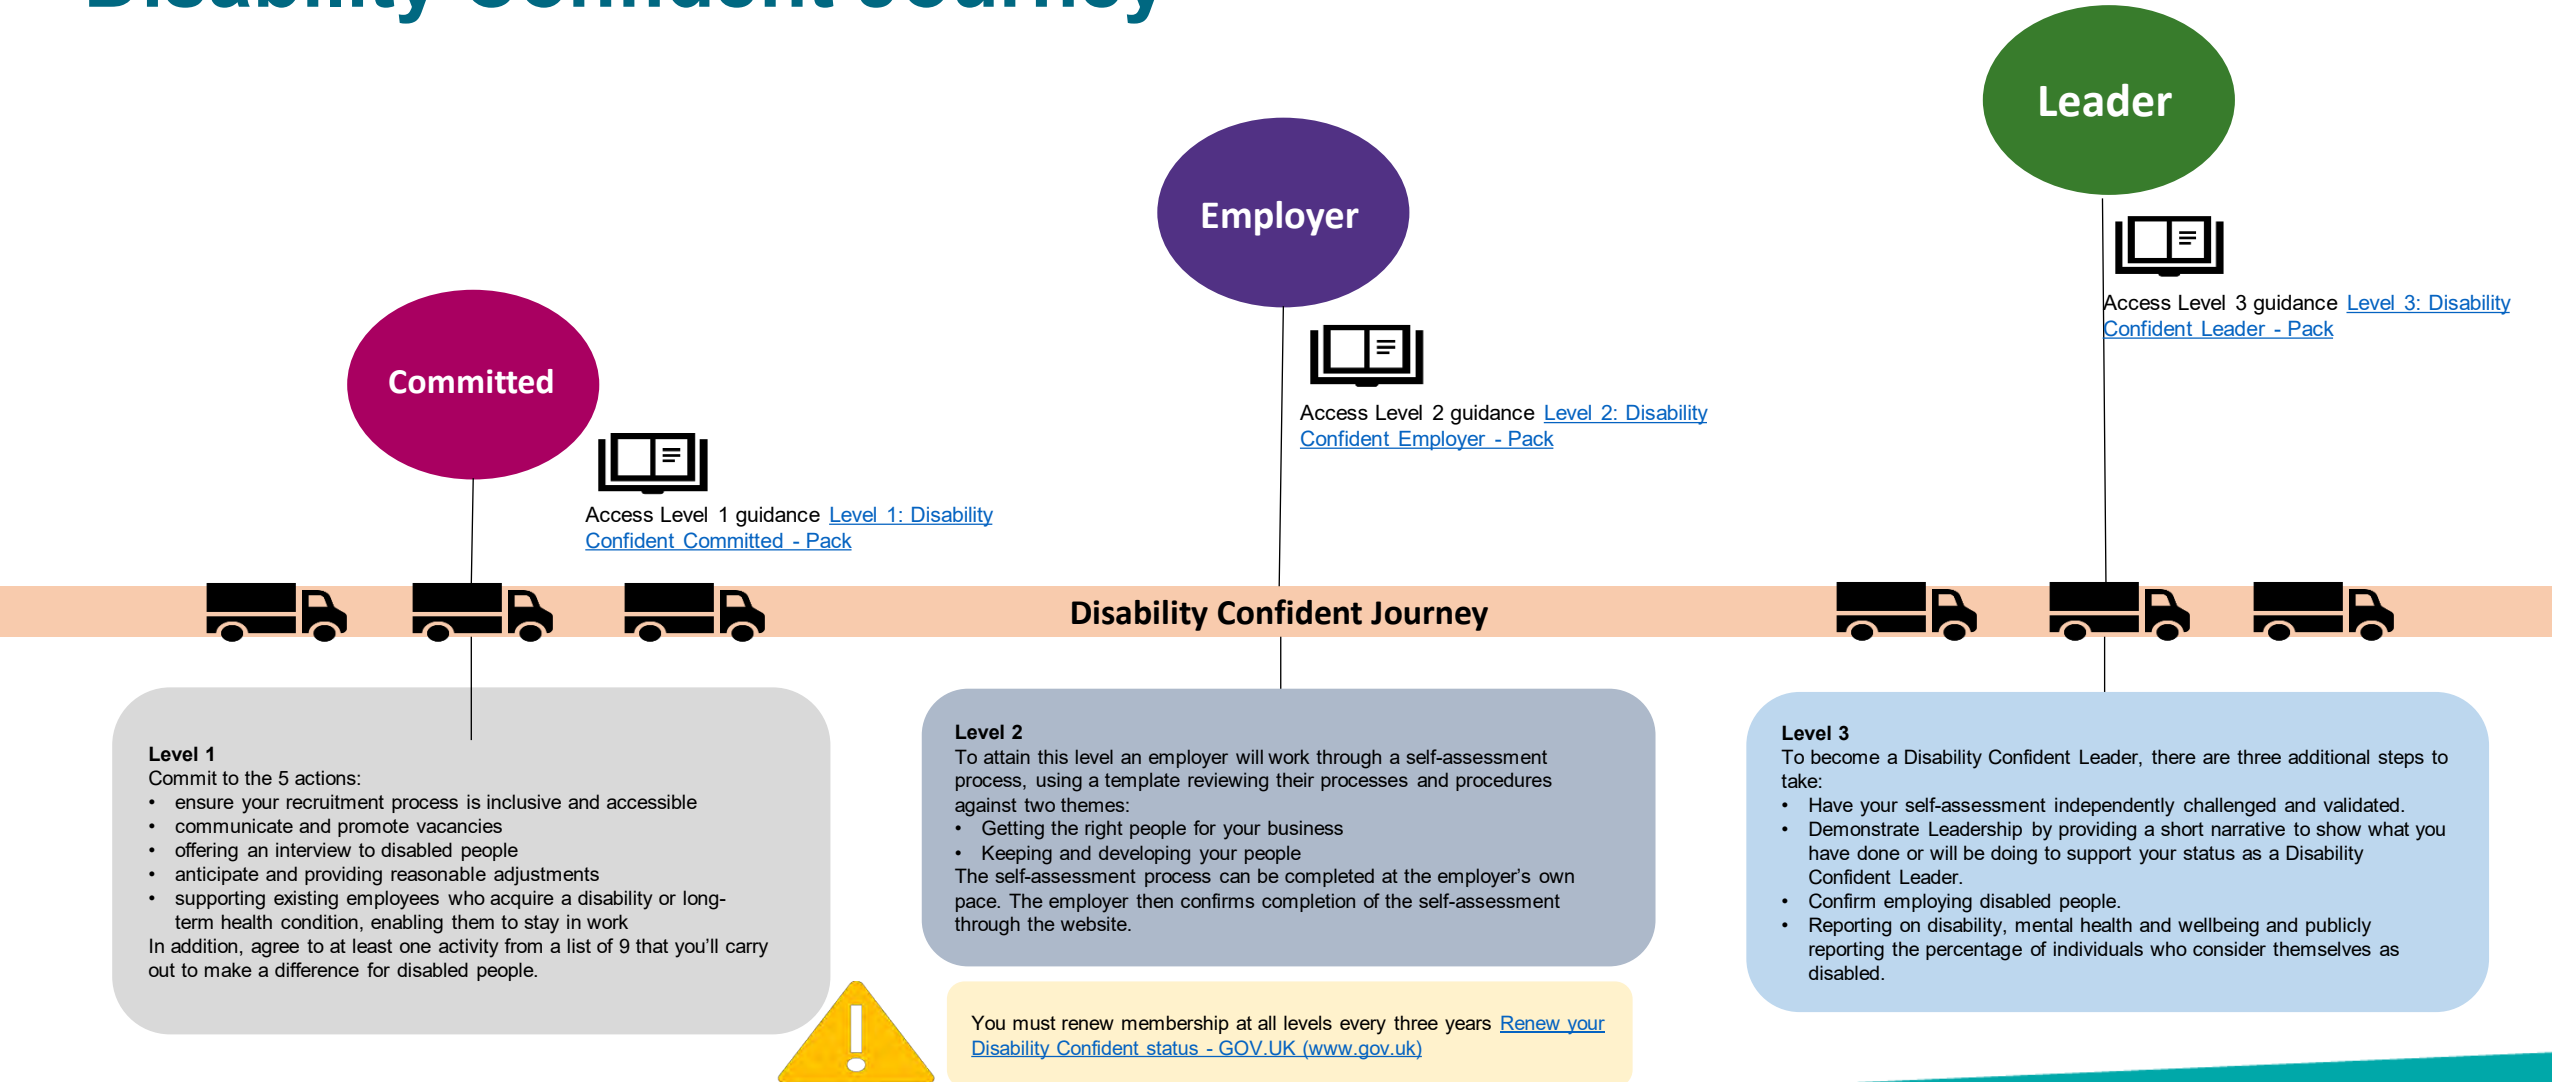 Disability Confident Journey
Leader
Employer
Committed
Access Level 3 guidance Level 3: Disability
Confident Leader - Pack
Access Level 2 guidance Level 2: Disability
Confident Employer - Pack
Access Level 1 guidance Level 1: Disability
Confident Committed - Pack
Disability Confident Journey
Level 1
Commit to the 5 actions:
• ensure your recruitment process is inclusive and accessible
• communicate and promote vacancies
• offering an interview to disabled people
• anticipate and providing reasonable adjustments
• supporting existing employees who acquire a disability or long-
term health condition, enabling them to stay in work
In addition, agree to at least one activity from a list of 9 that you’ll carry
out to make a difference for disabled people.
Level 2
To attain this level an employer will work through a self-assessment
process, using a template reviewing their processes and procedures
against two themes:
• Getting the right people for your business
• Keeping and developing your people
The self-assessment process can be completed at the employer’s own
pace. The employer then confirms completion of the self-assessment
through the website.
Level 3
To become a Disability Confident Leader, there are three additional steps to
take:
• Have your self-assessment independently challenged and validated.
• Demonstrate Leadership by providing a short narrative to show what you
have done or will be doing to support your status as a Disability
Confident Leader.
• Confirm employing disabled people.
• Reporting on disability, mental health and wellbeing and publicly
reporting the percentage of individuals who consider themselves as
disabled.
You must renew membership at all levels every three years Renew your
Disability Confident status - GOV.UK (www.gov.uk)